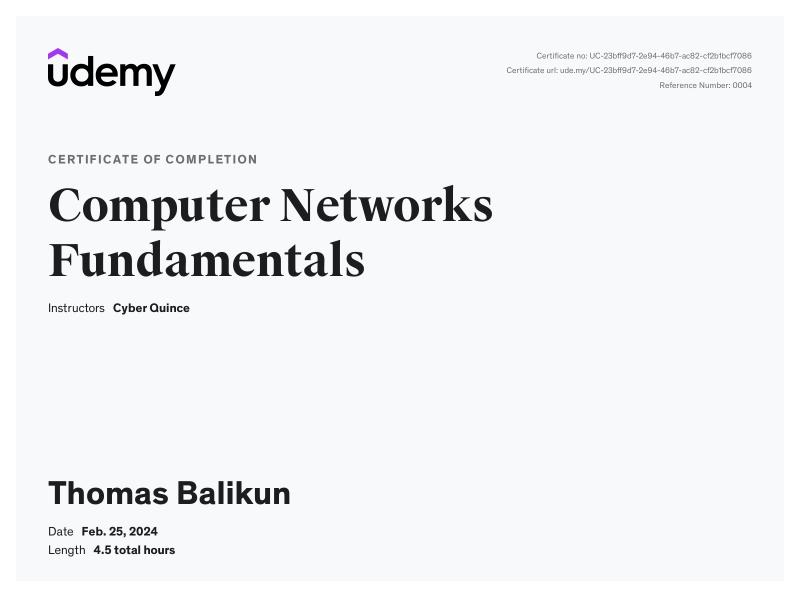 udemy
Certificate no: UC-23bff9d7-2e94-46b7-ac82-cf2b1bcf7086
Certificate url: ude.my/UC-23bff9d7-2e94-46b7-ac82-cf2b1bcf7086
Reference Number: 0004
CERTIFICATE OF COMPLETION
Computer Networks
Fundamentals
Instructors Cyber Quince
Thomas Balikun
Date Feb. 25, 2024
Length 4.5 total hours